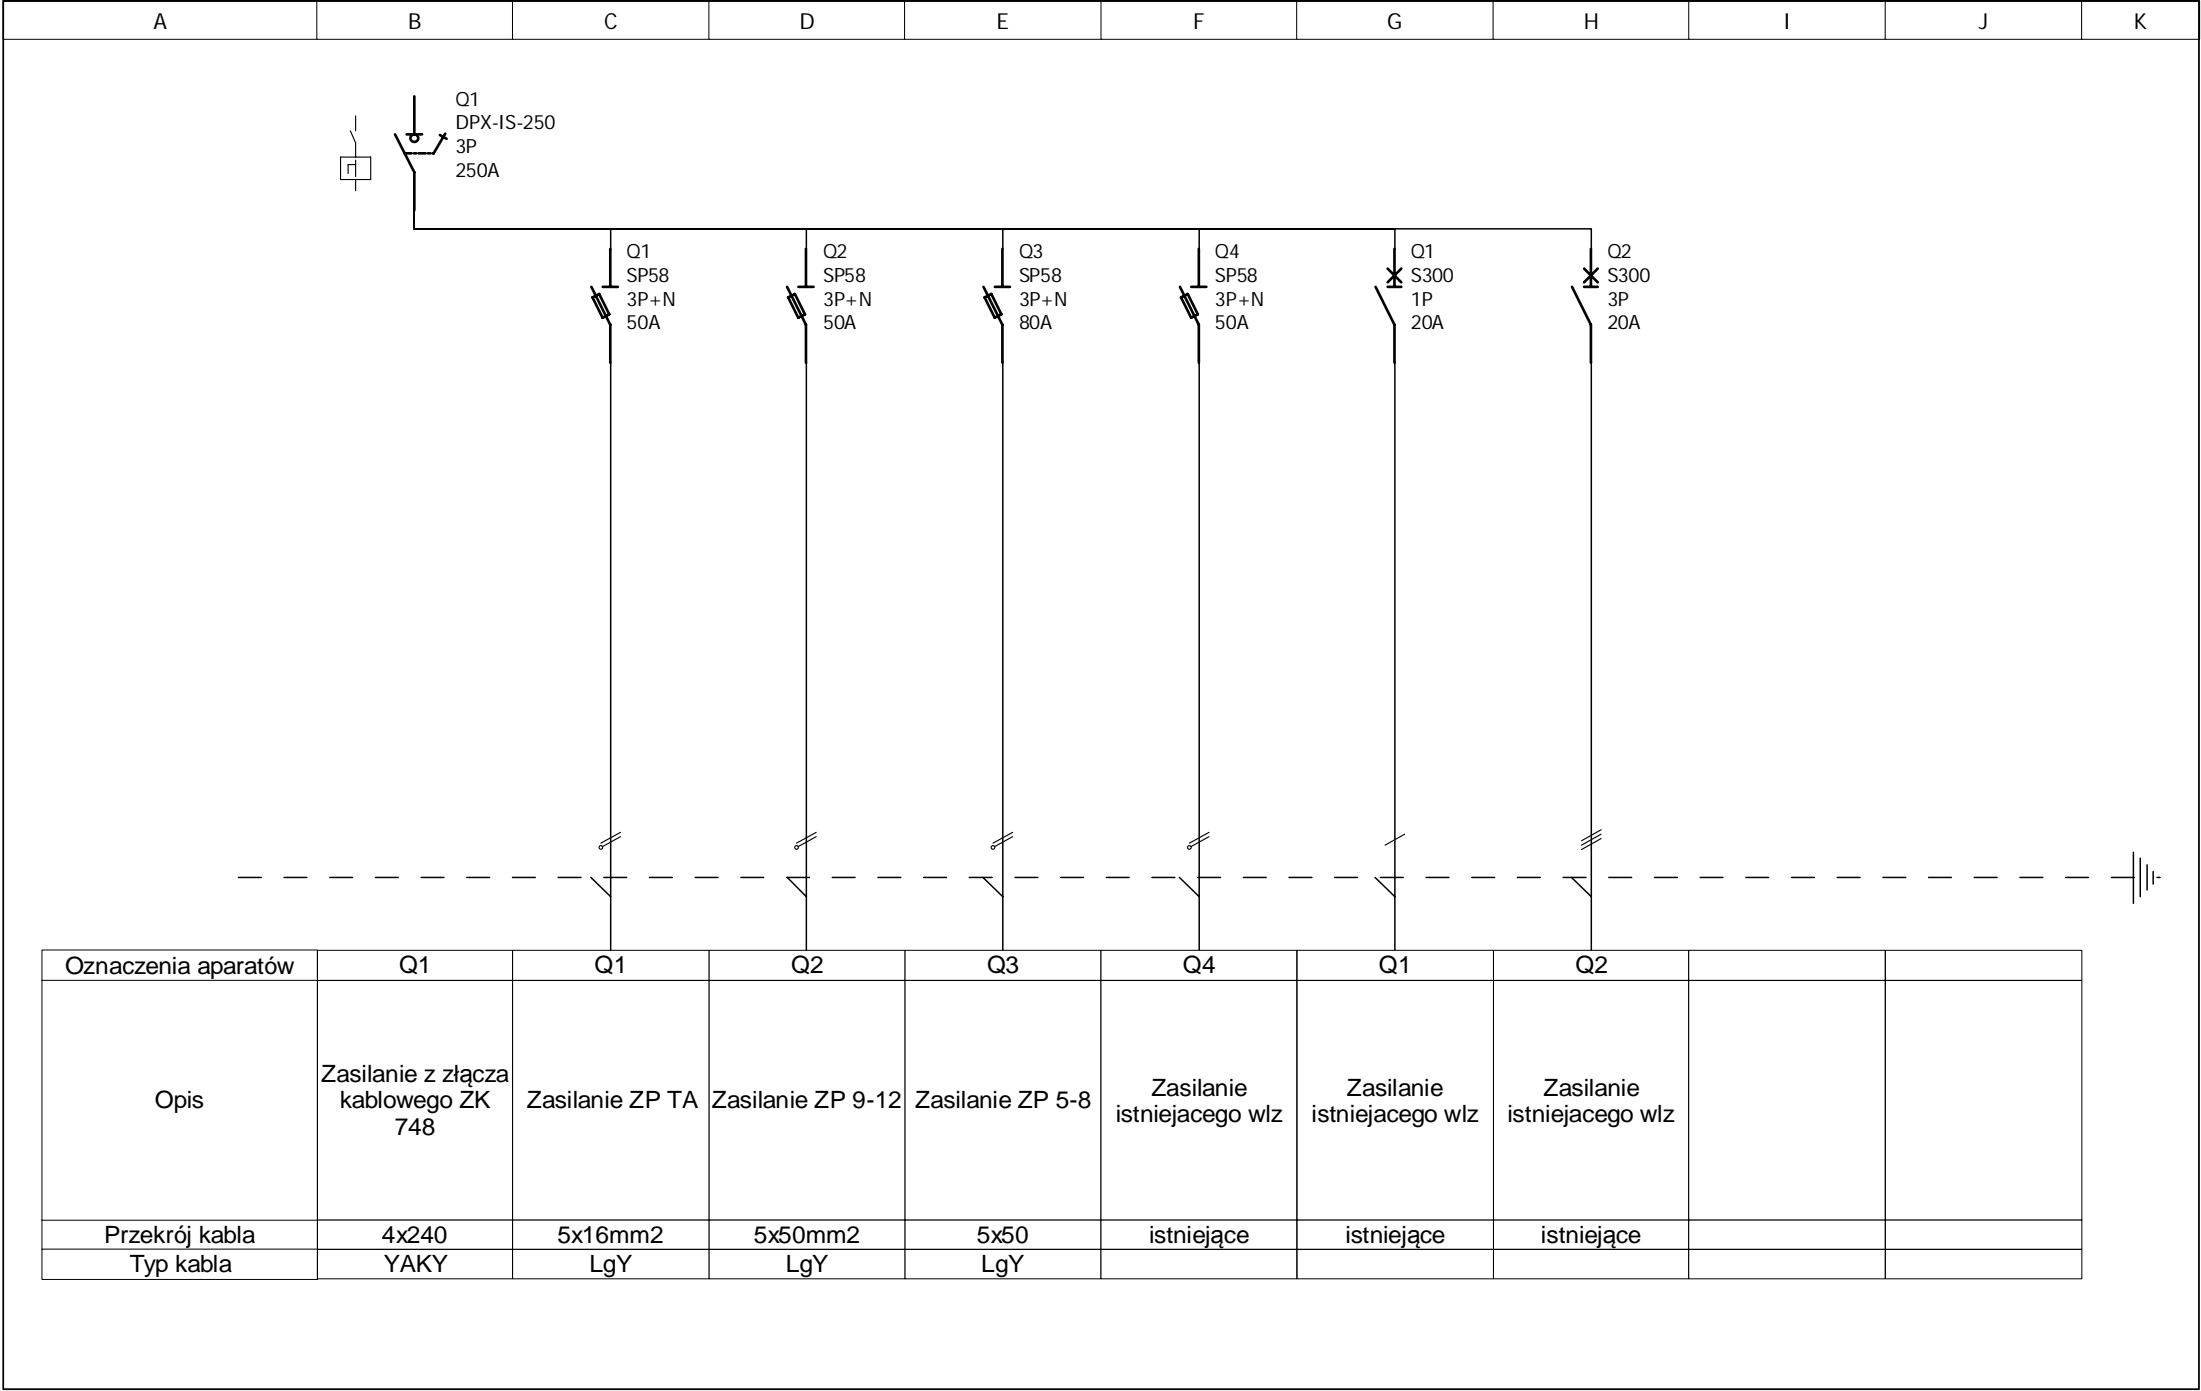 A B C D E F G H I J K
Q1
DPX-IS-250
3P
250A
Q1
SP58
3P+N
50A
Q2
SP58
3P+N
50A
Q3
SP58
3P+N
80A
Q4
SP58
3P+N
50A
Q1
S300
1P
20A
Q2
S300
3P
20A
Oznaczenia aparatów Q1 Q1 Q2 Q3 Q4 Q1 Q2
Opis
Zasilanie z złącza
kablowego ZK
748
Zasilanie ZP TA
Zasilanie ZP 9-12
Zasilanie ZP 5-8
Zasilanie
istniejacego wlz
Zasilanie
istniejacego wlz
Zasilanie
istniejacego wlz
Przekrój kabla 4x240 5x16mm2 5x50mm2 5x50 istniejące istniejące istniejące
Typ kabla YAKY LgY LgY LgY